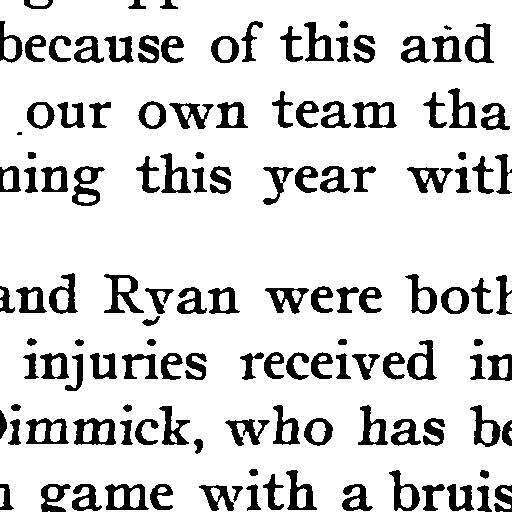 because of this and
our own team tha
ning this year with
and Ryan were both
injuries received in
Dimmick, who has be
game with a bruis